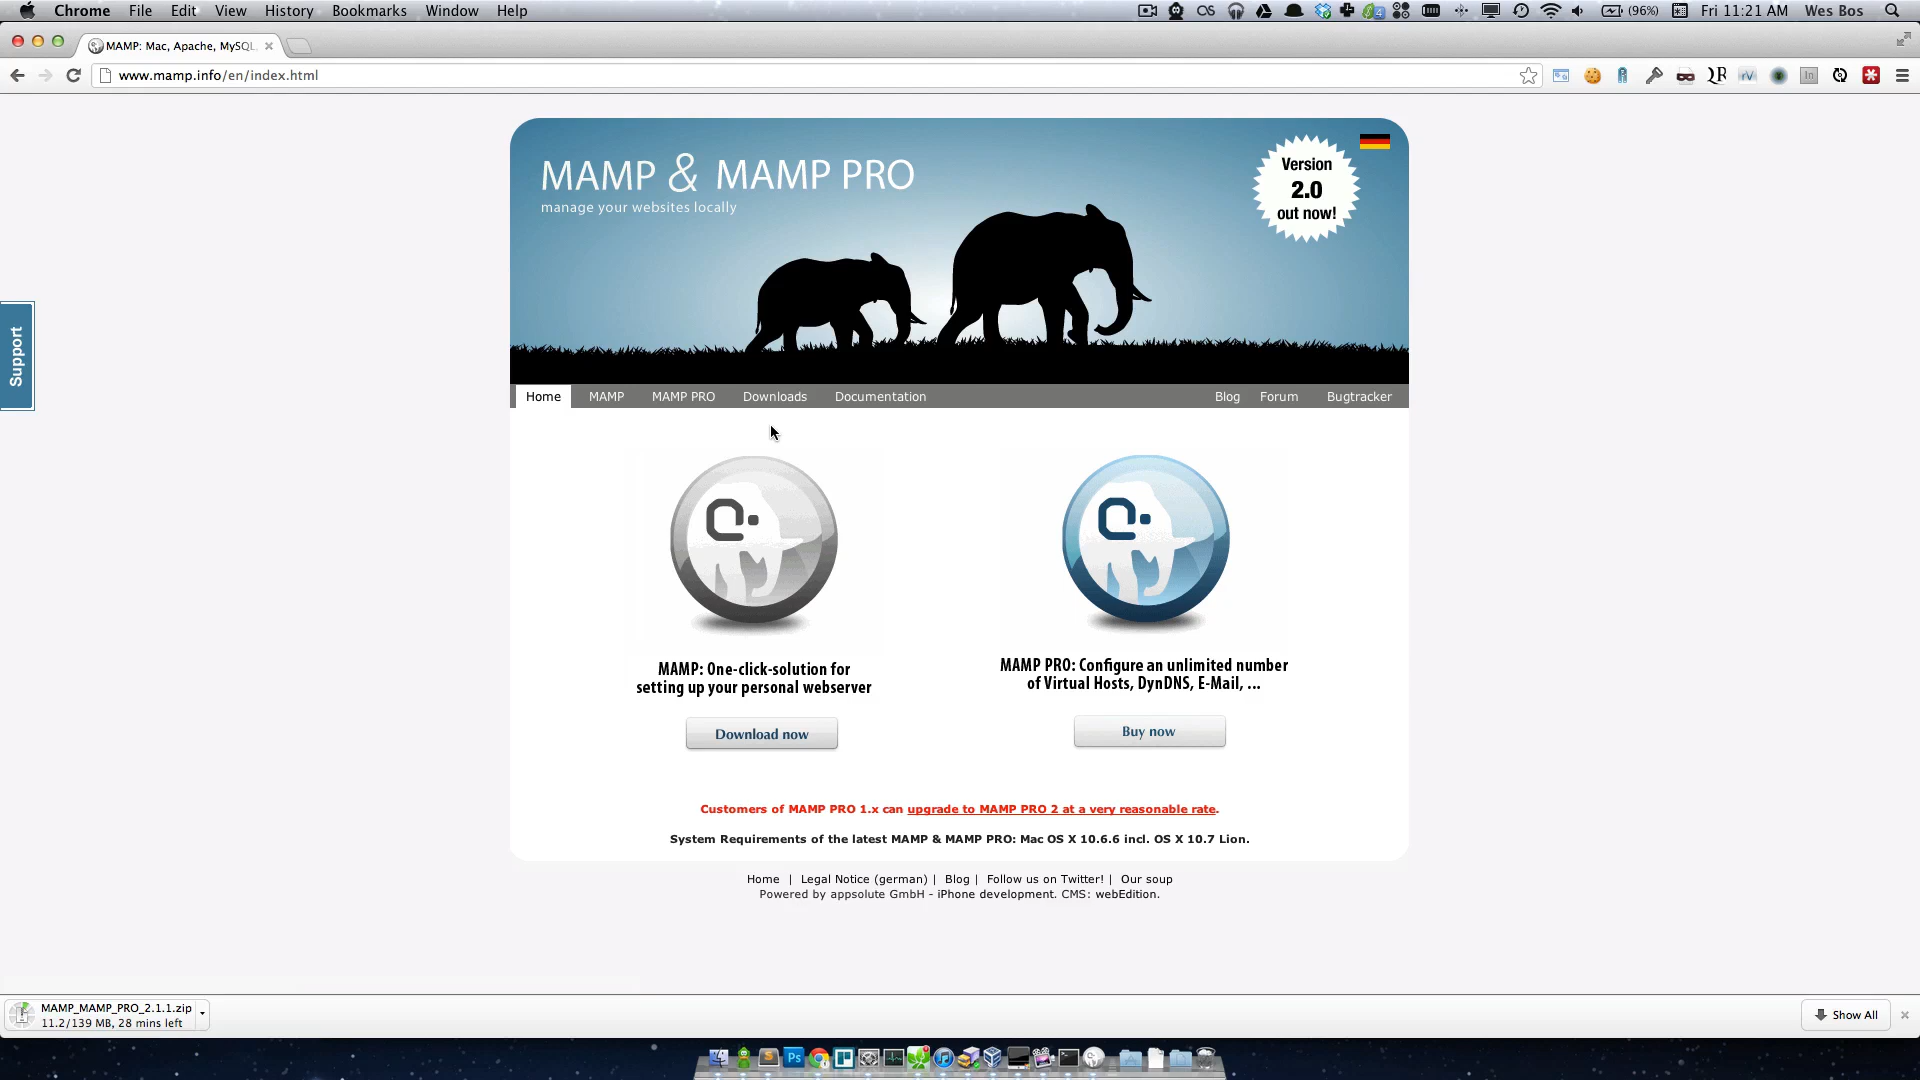 Chrome File Edit View History Bookmarks Window Help
(96%) Fri 11:21 AM Wes Bos
MAMP: Mac, Apache, MySQL,
www.mamp.info/en/index.html
MAMP & MAMP PRO
manage your websites locally
Version
2.0
out now!
Support
Home MAMP MAMP PRO Downloads Documentation Blog Forum Bugtracker
MAMP: One-click-solution for
setting up your personal webserver
Download now
MAMP PRO: Configure an unlimited number
of Virtual Hosts, DynDNS, E-Mail, ...
Buy now
Customers of MAMP PRO 1.x can upgrade to MAMP PRO 2 at a very reasonable rate.
System Requirements of the latest MAMP & MAMP PRO: Mac OS X 10.6.6 incl. OS X 10.7 Lion.
Home | Legal Notice (german) | Blog | Follow us on Twitter! | Our soup
Powered by appsolute GmbH - iPhone development. CMS: webEdition.
MAMP_MAMP_PRO_2.1.1.zip
11.2/139 MB, 28 mins left
Show All
Ps